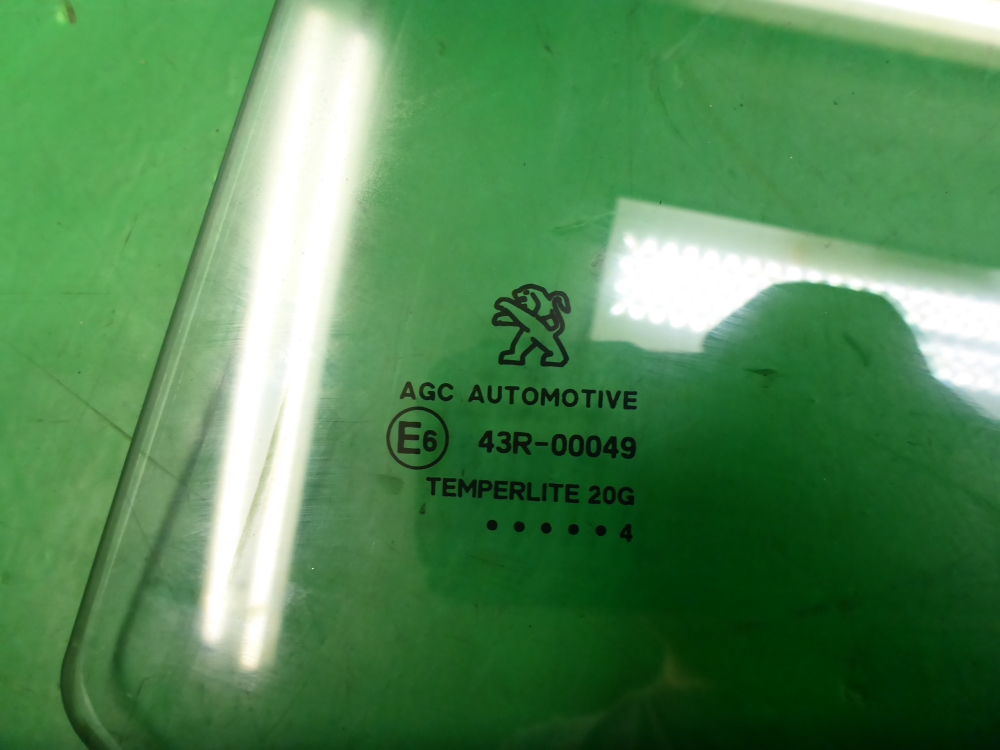 AGC AUTOMOTIVE
E6 43R-00049
TEMPERLITE 20G
• • • • • 4